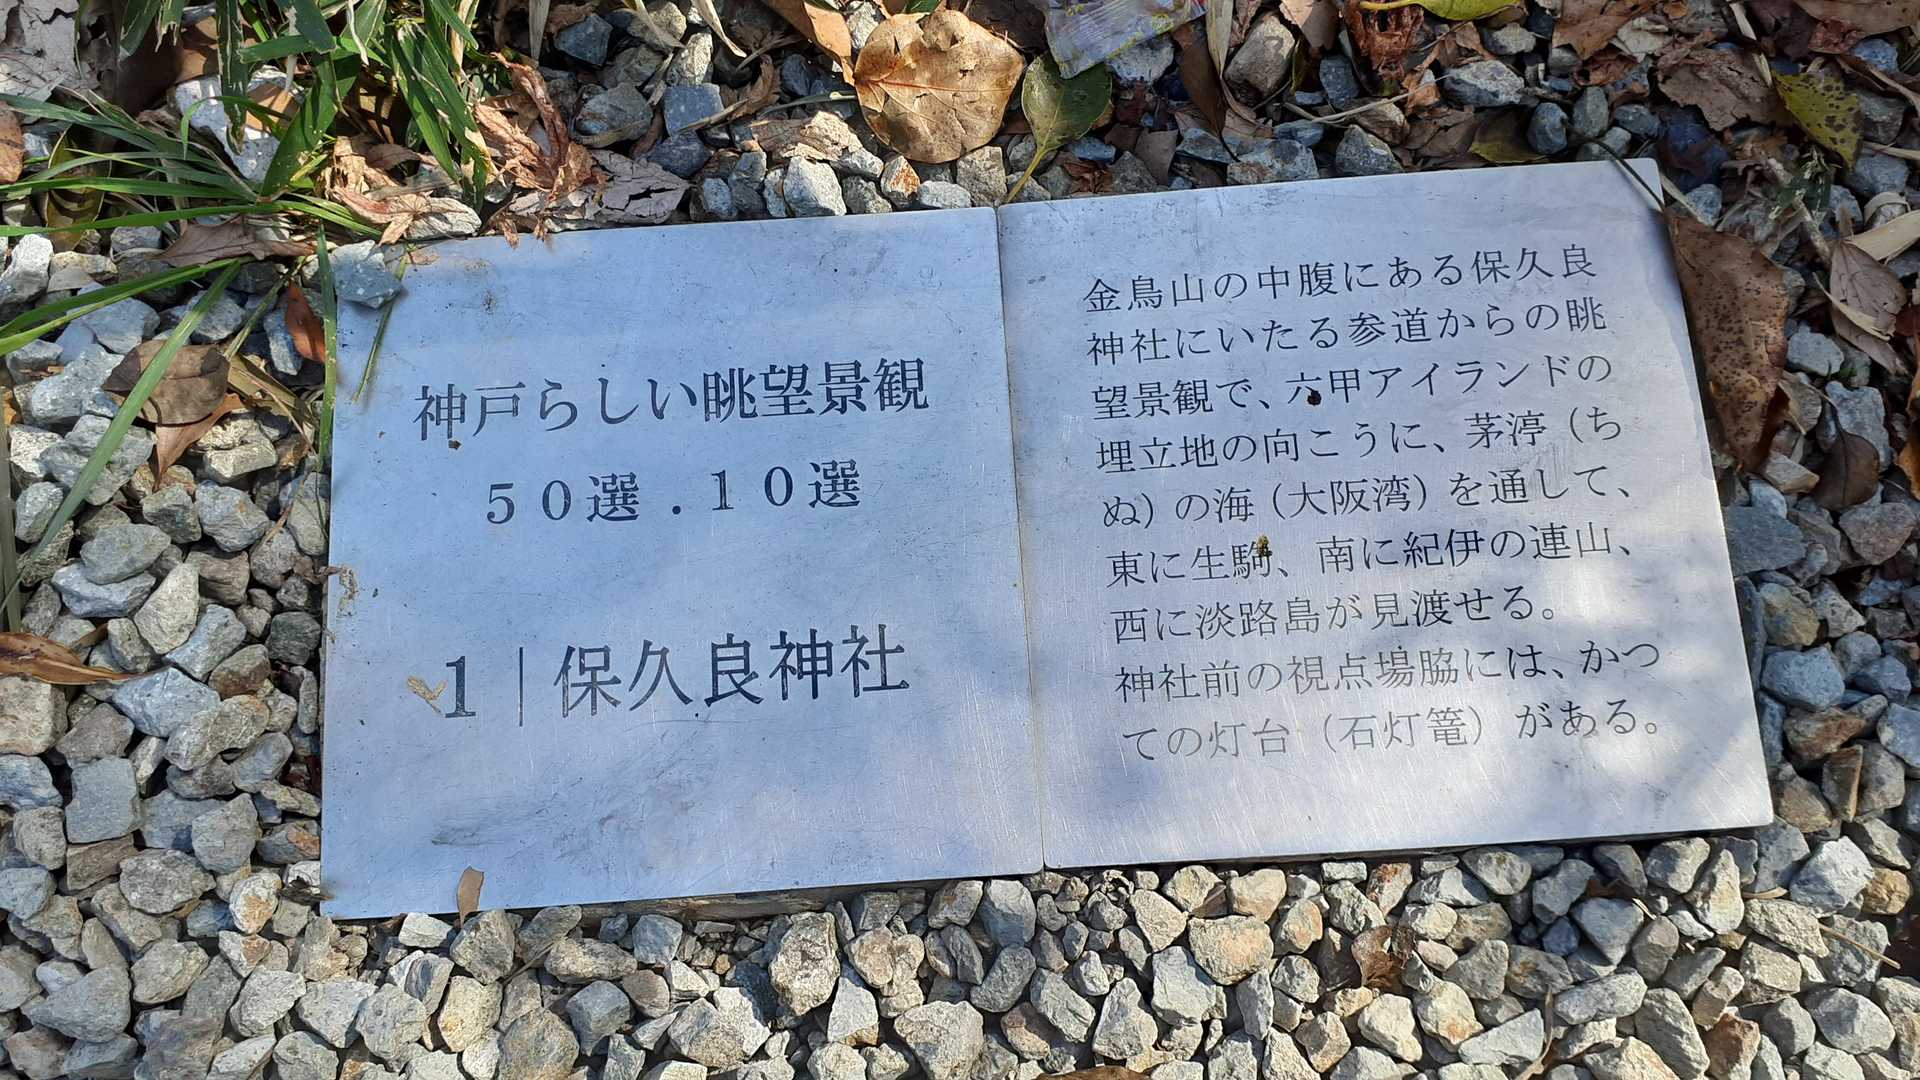 神戸らしい眺望景観
50選.10選
1|保久良神社
金鳥山の中腹にある保久良
神社にいたる参道からの眺
望景観で、六甲アイランドの
埋立地の向こうに、茅渟（ち
ぬ）の海（大阪湾）を通して、
東に生駒、南に紀伊の連山、
西に淡路島が見渡せる。
神社前の視点場脇には、かつ
ての灯台（石灯篭）がある。